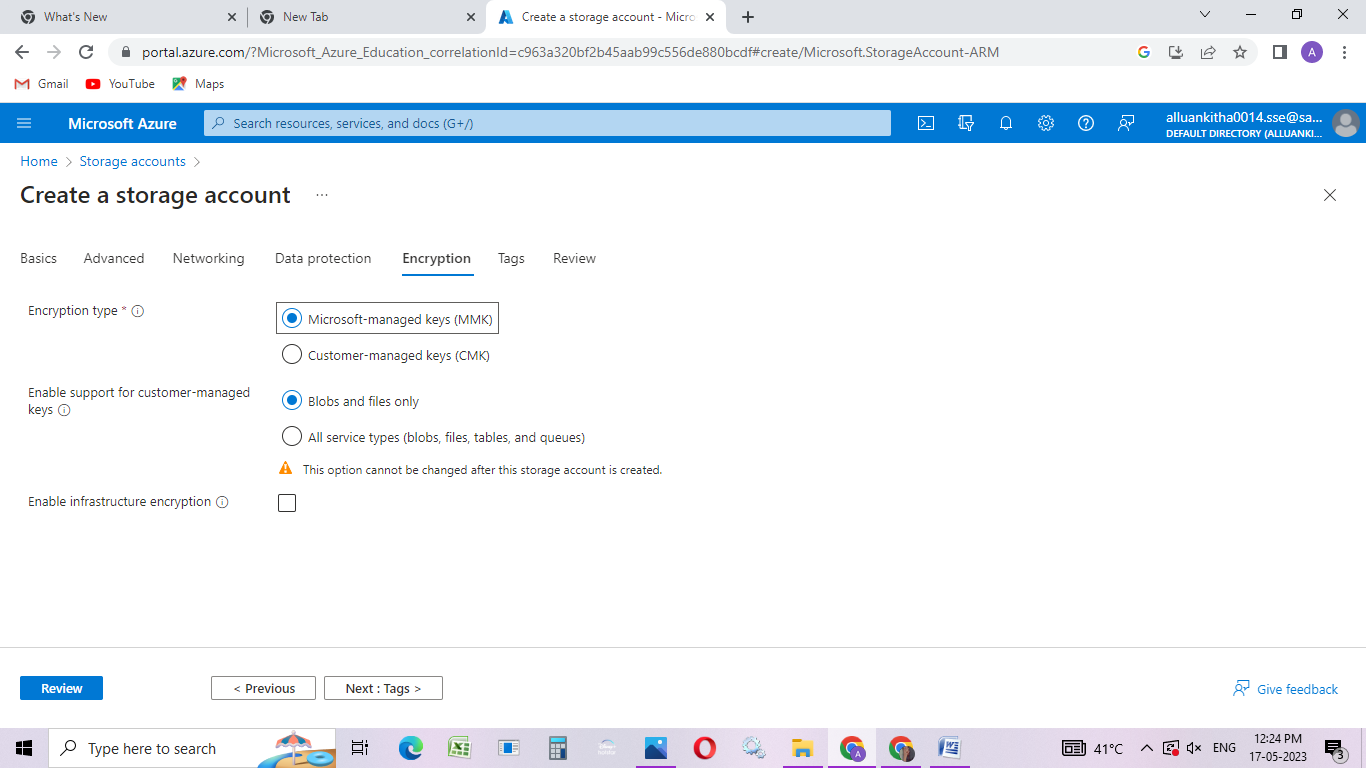 What's New
New Tab
Create a storage account - Micro
portal.azure.com/?Microsoft_Azure_Education_correlationId=c963a320bf2b45aab99c556de880bcdf#create/Microsoft.StorageAccount-ARM
A
Gmail
YouTube
Maps
Microsoft Azure
Search resources, services, and docs (G+/)
alluankitha0014.sse@sa...
DEFAULT DIRECTORY (ALLUANKI...
Home > Storage accounts >
Create a storage account ...
Basics
Advanced
Networking
Data protection
Encryption
Tags
Review
Encryption type *
Microsoft-managed keys (MMK)
Customer-managed keys (CMK)
Enable support for customer-managed
keys
Blobs and files only
All service types (blobs, files, tables, and queues)
This option cannot be changed after this storage account is created.
Enable infrastructure encryption
Review
< Previous
Next : Tags >
Give feedback
Type here to search
41°C
ENG
12:24 PM
17-05-2023
3